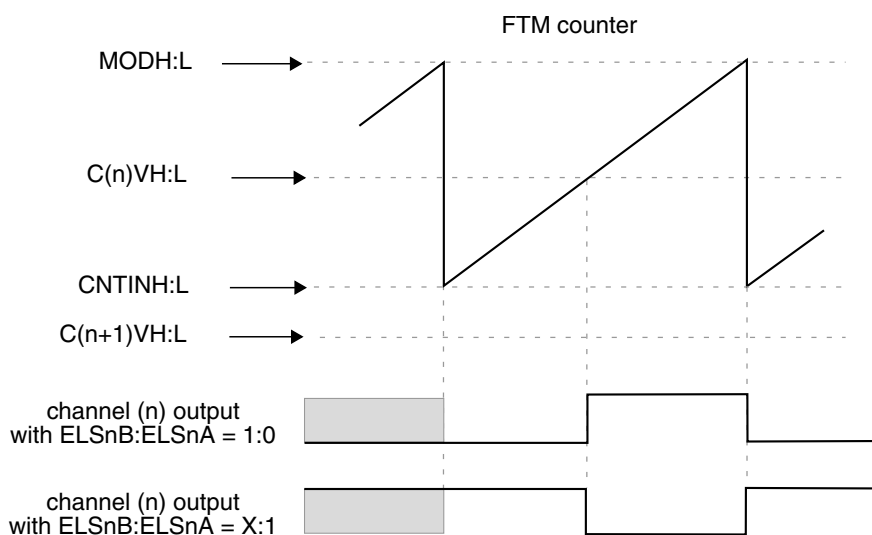 FTM counter
MODH:L
C(n)VH:L
CNTINH:L
C(n+1)VH:L
channel (n) output
with ELSnB:ELSnA = 1:0
channel (n) output
with ELSnB:ELSnA = X:1